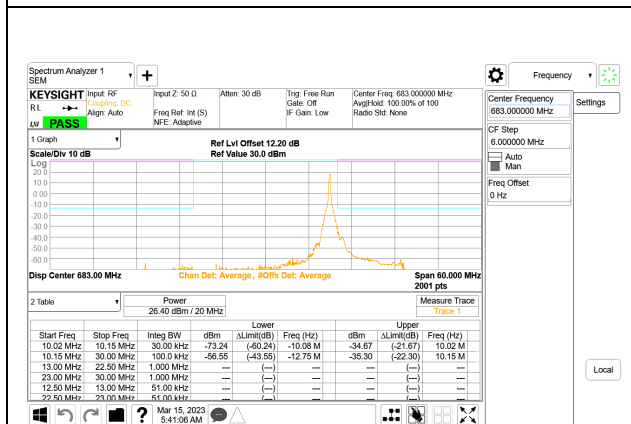 Spectrum Analyzer 1
SEM
Frequency
KEYSIGHT
Input: RF
Coupling: DC
Align: Auto
Input Z: 50 Ω
Freq Ref: Int (S)
NFE: Adaptive
Atten: 30 dB
Trig: Free Run
Gate: Off
IF Gain: Low
Center Freq: 683.000000 MHz
Avg|Hold: 100.00% of 100
Radio Std: None
R L
LNI PASS
Center Frequency
683.000000 MHz
Settings
CF Step
6.000000 MHz
Auto
Man
Freq Offset
0 Hz
Local
1 Graph
Ref Lvl Offset 12.20 dB
Scale/Div 10 dB
Ref Value 30.0 dBm
Log
20.0
10.0
0.00
-10.0
-20.0
-30.0
-40.0
-50.0
-60.0
Disp Center 683.00 MHz
Chan Det: Average, #Offs Det: Average
Span 60.000 MHz
2001 pts
2 Table
Power
26.40 dBm / 20 MHz
Measure Trace
Trace 1
Lower Upper
Start Freq Stop Freq Integ BW dBm ΔLimit(dB) Freq (Hz) dBm ΔLimit(dB) Freq (Hz)
10.02 MHz 10.15 MHz 30.00 kHz -73.24 (-60.24) -10.08 M -34.67 (-21.67) 10.02 M
10.15 MHz 30.00 MHz 100.0 kHz -56.55 (-43.55) -12.75 M -35.30 (-22.30) 10.15 M
13.00 MHz 22.50 MHz 1.000 MHz --- (---) --- --- (---) ---
23.00 MHz 30.00 MHz 1.000 MHz --- (---) --- --- (---) ---
12.50 MHz 13.00 MHz 51.00 kHz --- (---) --- --- (---) ---
22.50 MHz 23.00 MHz 51.00 kHz --- (---) --- --- (---) ---
Mar 15, 2023
5:41:06 AM